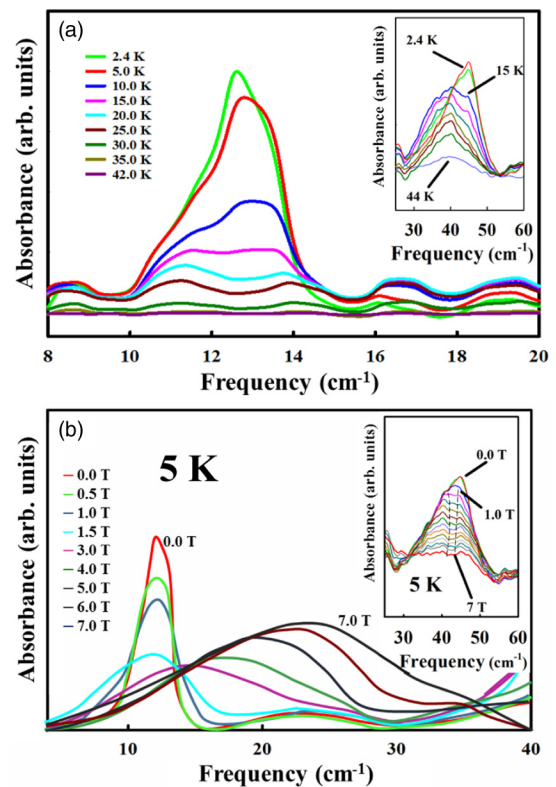 (a)
Absorbance (arb. units)
2.4 K
5.0 K
10.0 K
15.0 K
20.0 K
25.0 K
30.0 K
35.0 K
42.0 K
8 10 12 14 16 18 20
Frequency (cm-1)
Absorbance (arb. units)
2.4 K
15 K
44 K
30 40 50 60
Frequency (cm-1)
(b)
5 K
Absorbance (arb. units)
0.0 T
0.5 T
1.0 T
1.5 T
3.0 T
4.0 T
5.0 T
6.0 T
7.0 T
0.0 T
7.0 T
10 20 30 40
Frequency (cm-1)
Absorbance (arb. units)
0.0 T
1.0 T
5 K
7 T
30 40 50 60
Frequency (cm-1)